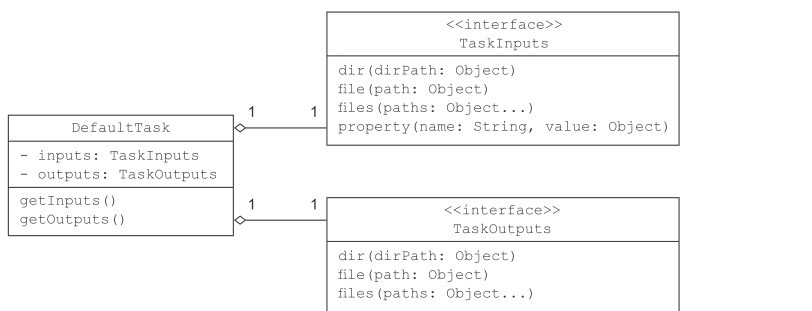 <<interface>>
TaskInputs
dir(dirPath: Object)
file(path: Object)
files(paths: Object...)
property(name: String, value: Object)
1
1
DefaultTask
- inputs: TaskInputs
- outputs: TaskOutputs
getInputs()
getOutputs()
1
1
<<interface>>
TaskOutputs
dir(dirPath: Object)
file(path: Object)
files(paths: Object...)